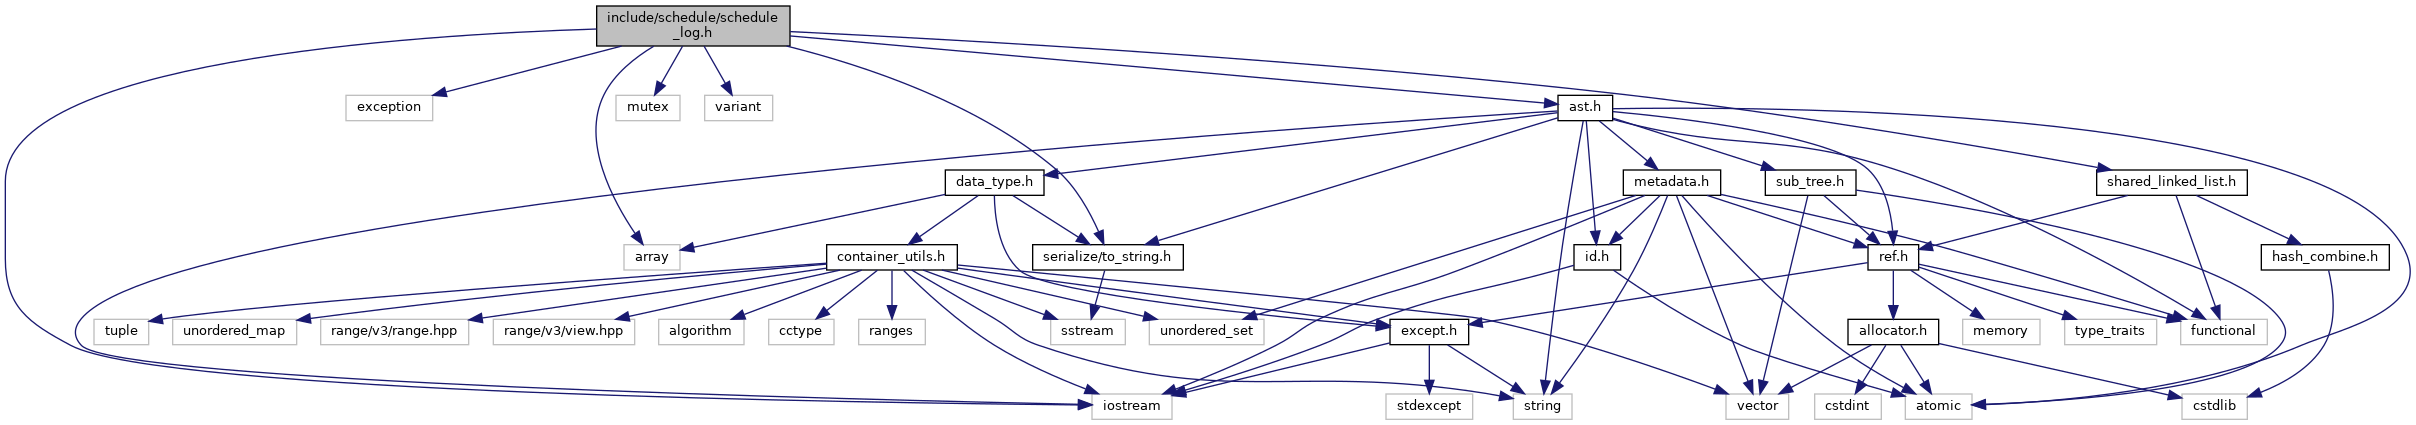 include/schedule/schedule
_log.h
exception
mutex
variant
ast.h
data_type.h
metadata.h
sub_tree.h
shared_linked_list.h
array
container_utils.h
serialize/to_string.h
id.h
ref.h
hash_combine.h
tuple
unordered_map
range/v3/range.hpp
range/v3/view.hpp
algorithm
cctype
ranges
sstream
unordered_set
except.h
allocator.h
memory
type_traits
functional
iostream
stdexcept
string
vector
cstdint
atomic
cstdlib